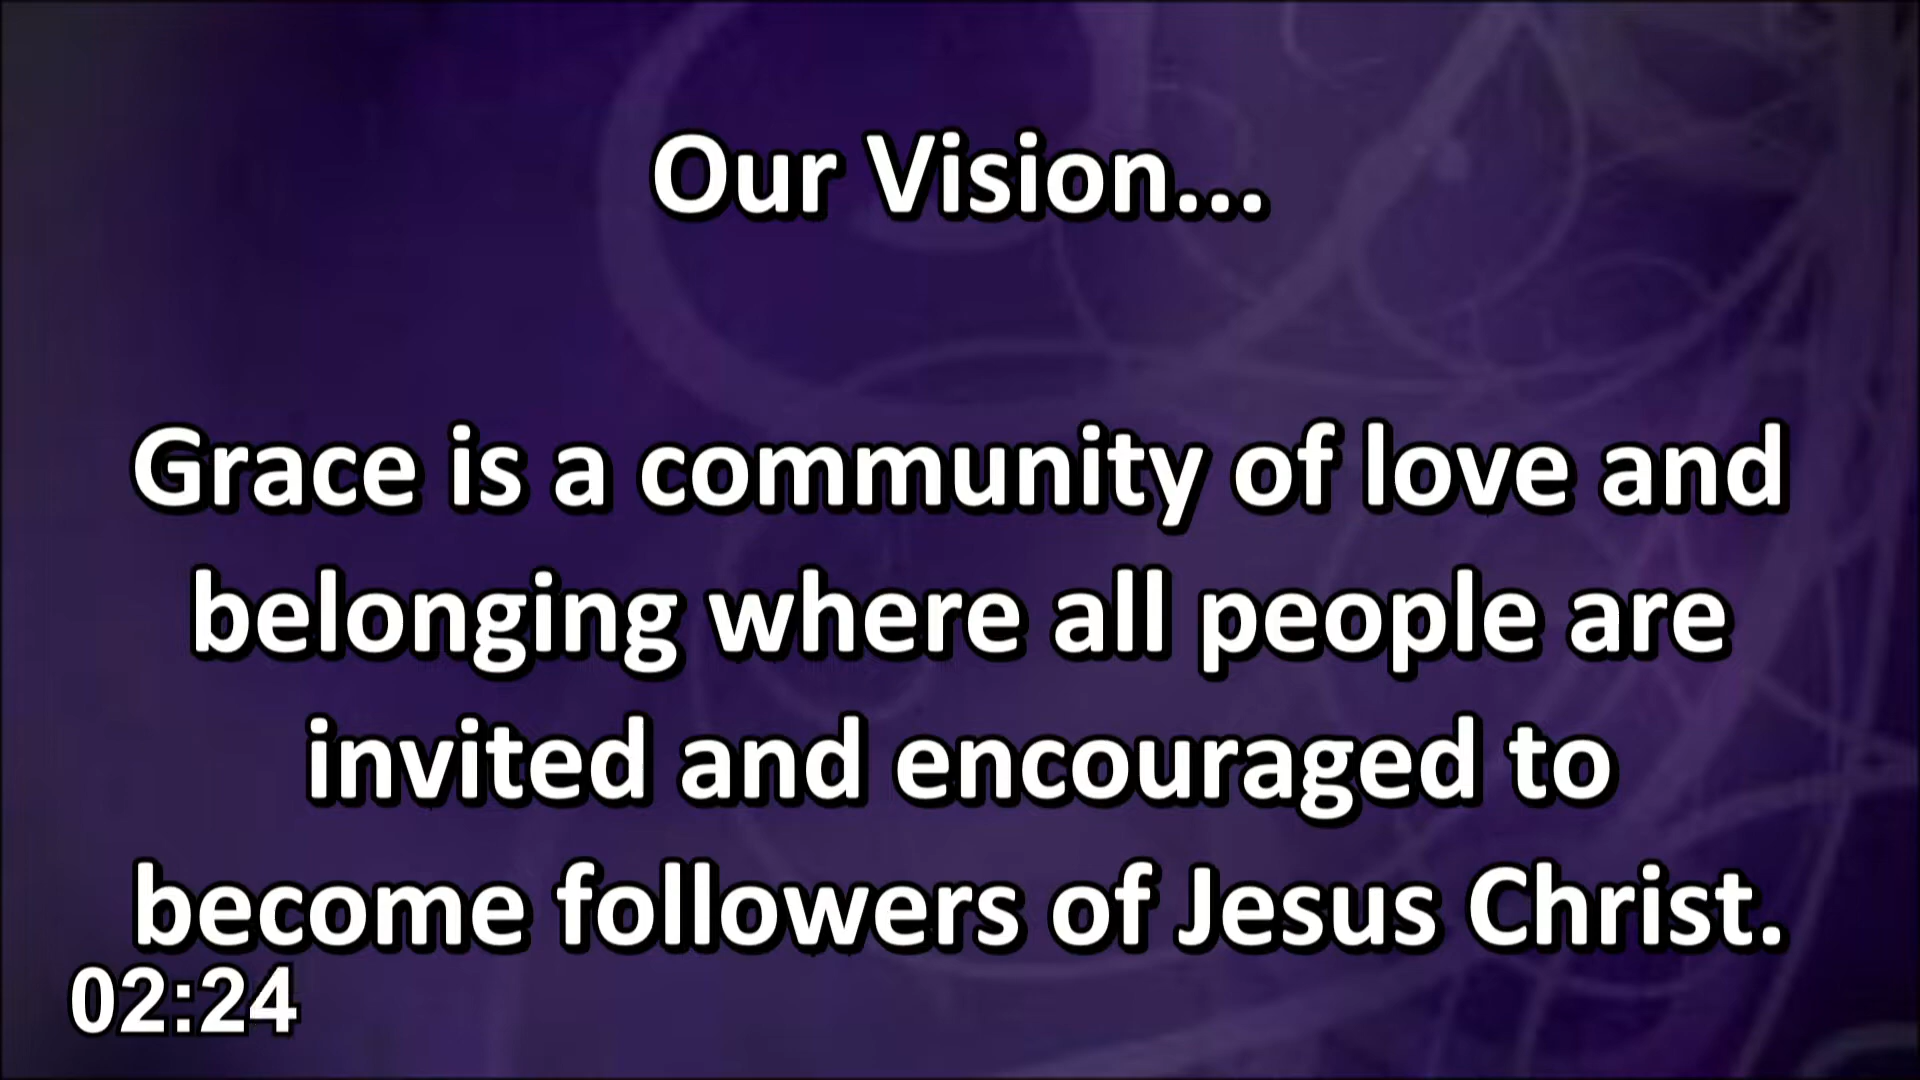 Our Vision...
Grace is a community of love and
belonging where all people are
invited and encouraged to
become followers of Jesus Christ.
02:24